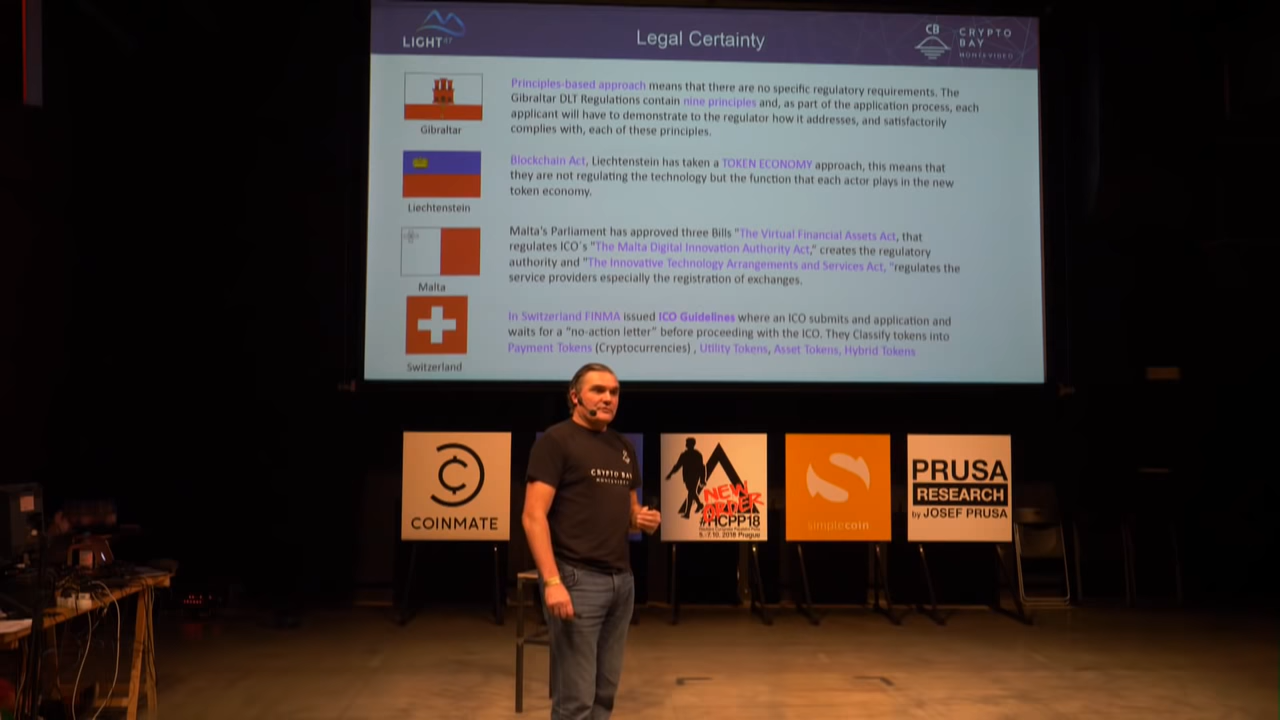 LIGHT
Legal Certainty
CB
CRYPTO
BAY
MONTEVIDEO
Principles-based approach means that there are no specific regulatory requirements. The
Gibraltar DLT Regulations contain nine principles and, as part of the application process, each
applicant will have to demonstrate to the regulator how it addresses, and satisfactorily
complies with, each of these principles.
Gibraltar
Blockchain Act, Liechtenstein has taken a TOKEN ECONOMY approach, this means that
they are not regulating the technology but the function that each actor plays in the new
token economy.
Liechtenstein
Malta's Parliament has approved three Bills "The Virtual Financial Assets Act, that
regulates ICO´s "The Malta Digital Innovation Authority Act," creates the regulatory
authority and "The Innovative Technology Arrangements and Services Act, "regulates the
service providers especially the registration of exchanges.
Malta
In Switzerland FINMA issued ICO Guidelines where an ICO submits and application and
waits for a "no-action letter" before proceeding with the ICO. They Classify tokens into
Payment Tokens (Cryptocurrencies) , Utility Tokens, Asset Tokens, Hybrid Tokens
Switzerland
CRYPTO BAY
MONTEVIDEO
COINMATE
NEW
ORDER
#HCPP18
5.-7.10. 2018 Prague
simplecoin
PRUSA
RESEARCH
by JOSEF PRUSA